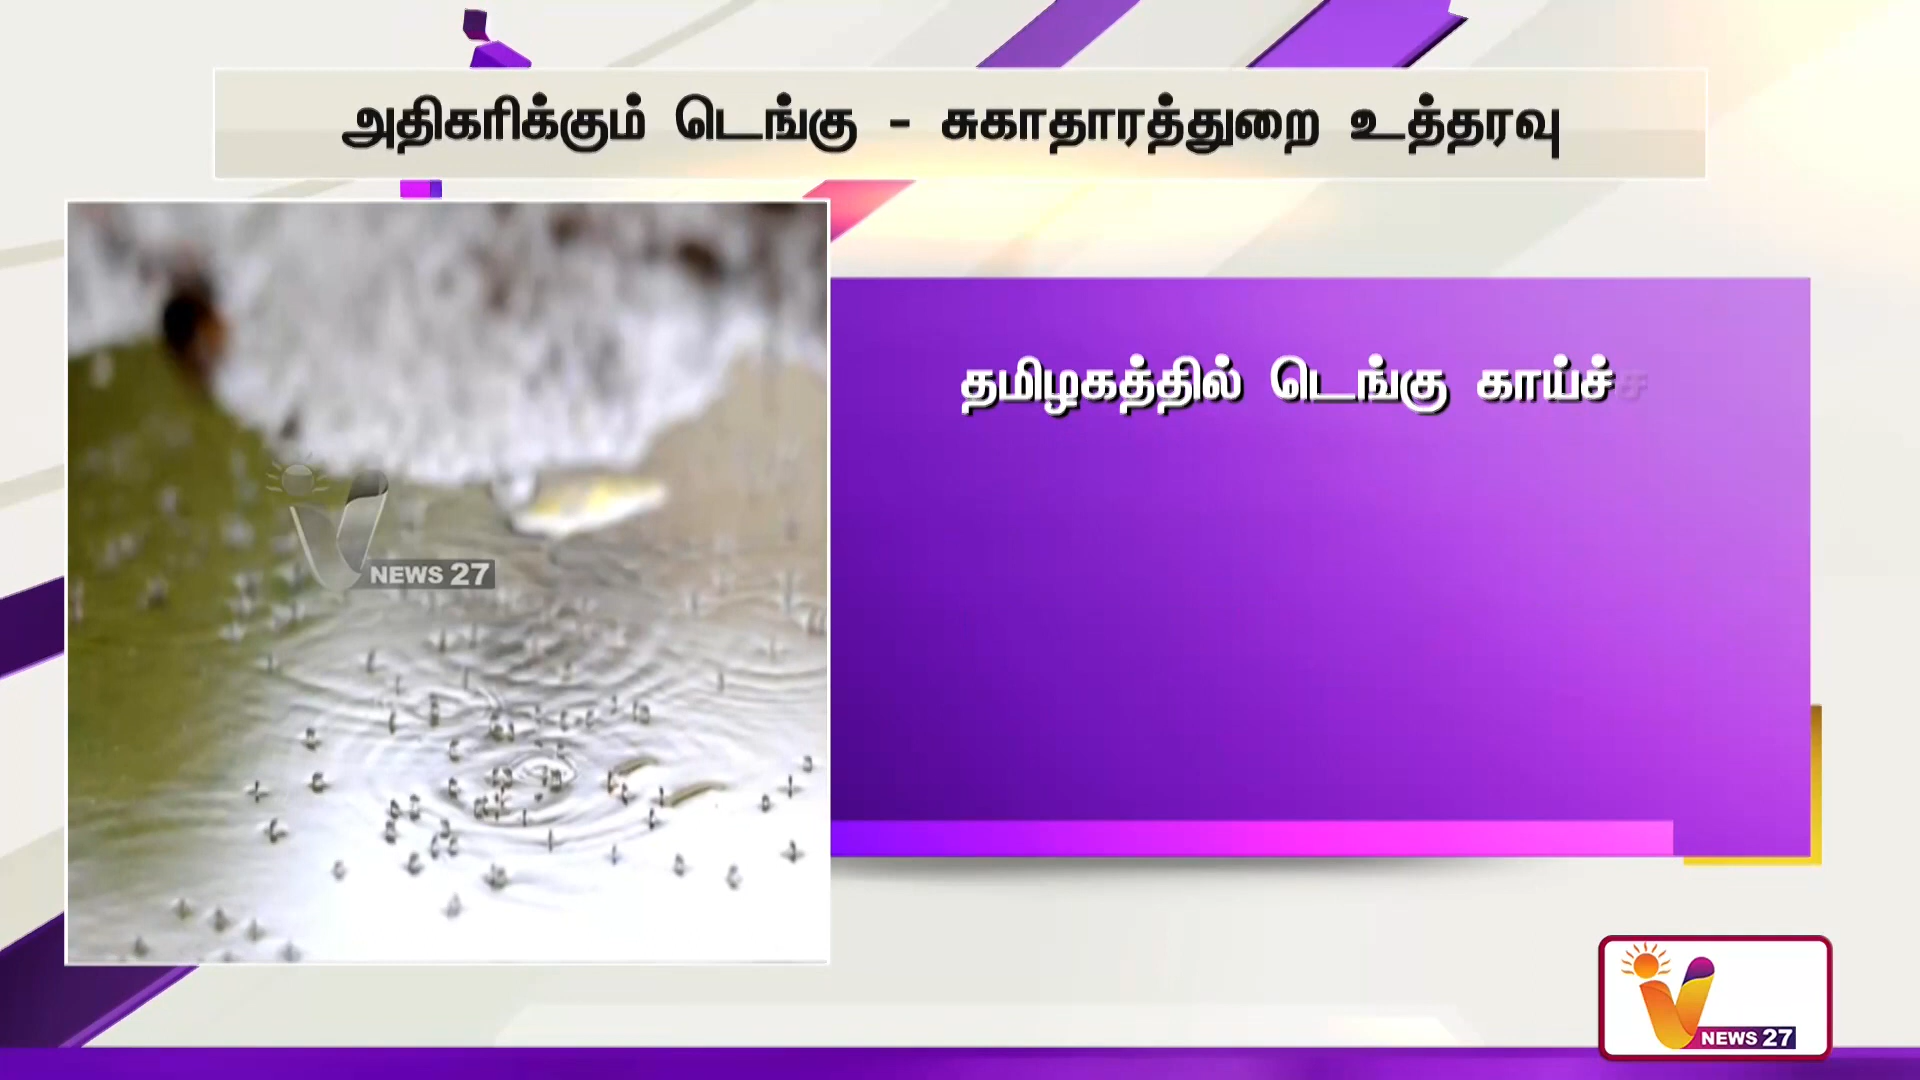 அதிகரிக்கும் டெங்கு - சுகாதாரத்துறை உத்தரவு
தமிழகத்தில் டெங்கு காய்ச்ச
NEWS 27
NEWS 27